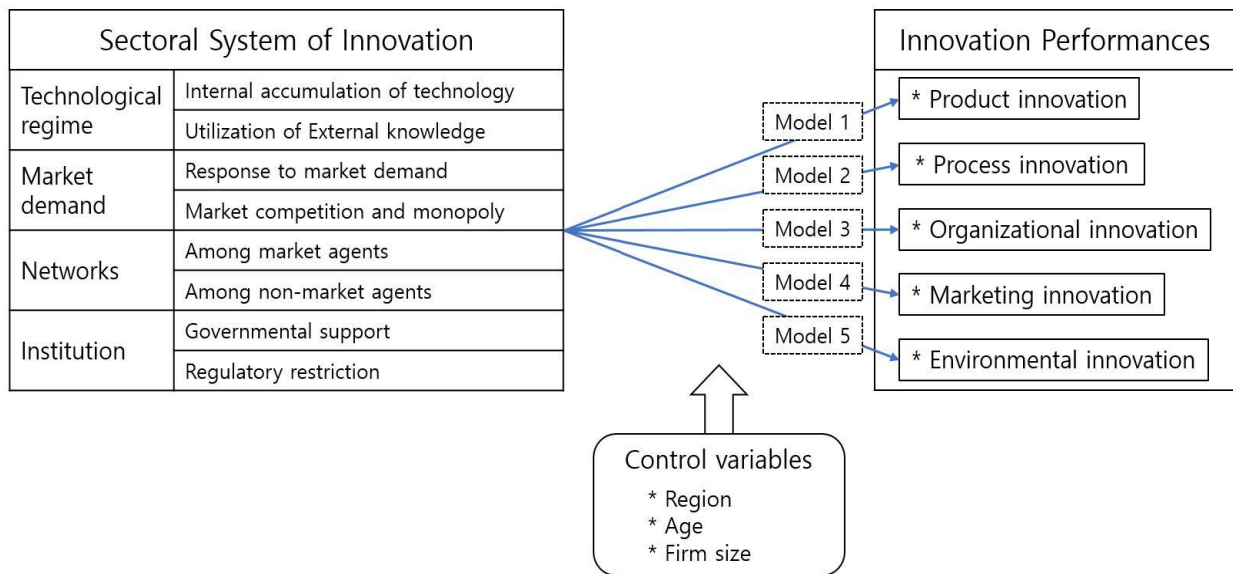 Sectoral System of Innovation
Technological
regime
Internal accumulation of technology
Utilization of External knowledge
Market
demand
Response to market demand
Market competition and monopoly
Networks
Among market agents
Among non-market agents
Institution
Governmental support
Regulatory restriction
Model 1
Model 2
Model 3
Model 4
Model 5
Innovation Performances
* Product innovation
* Process innovation
* Organizational innovation
* Marketing innovation
* Environmental innovation
Control variables
* Region
* Age
* Firm size